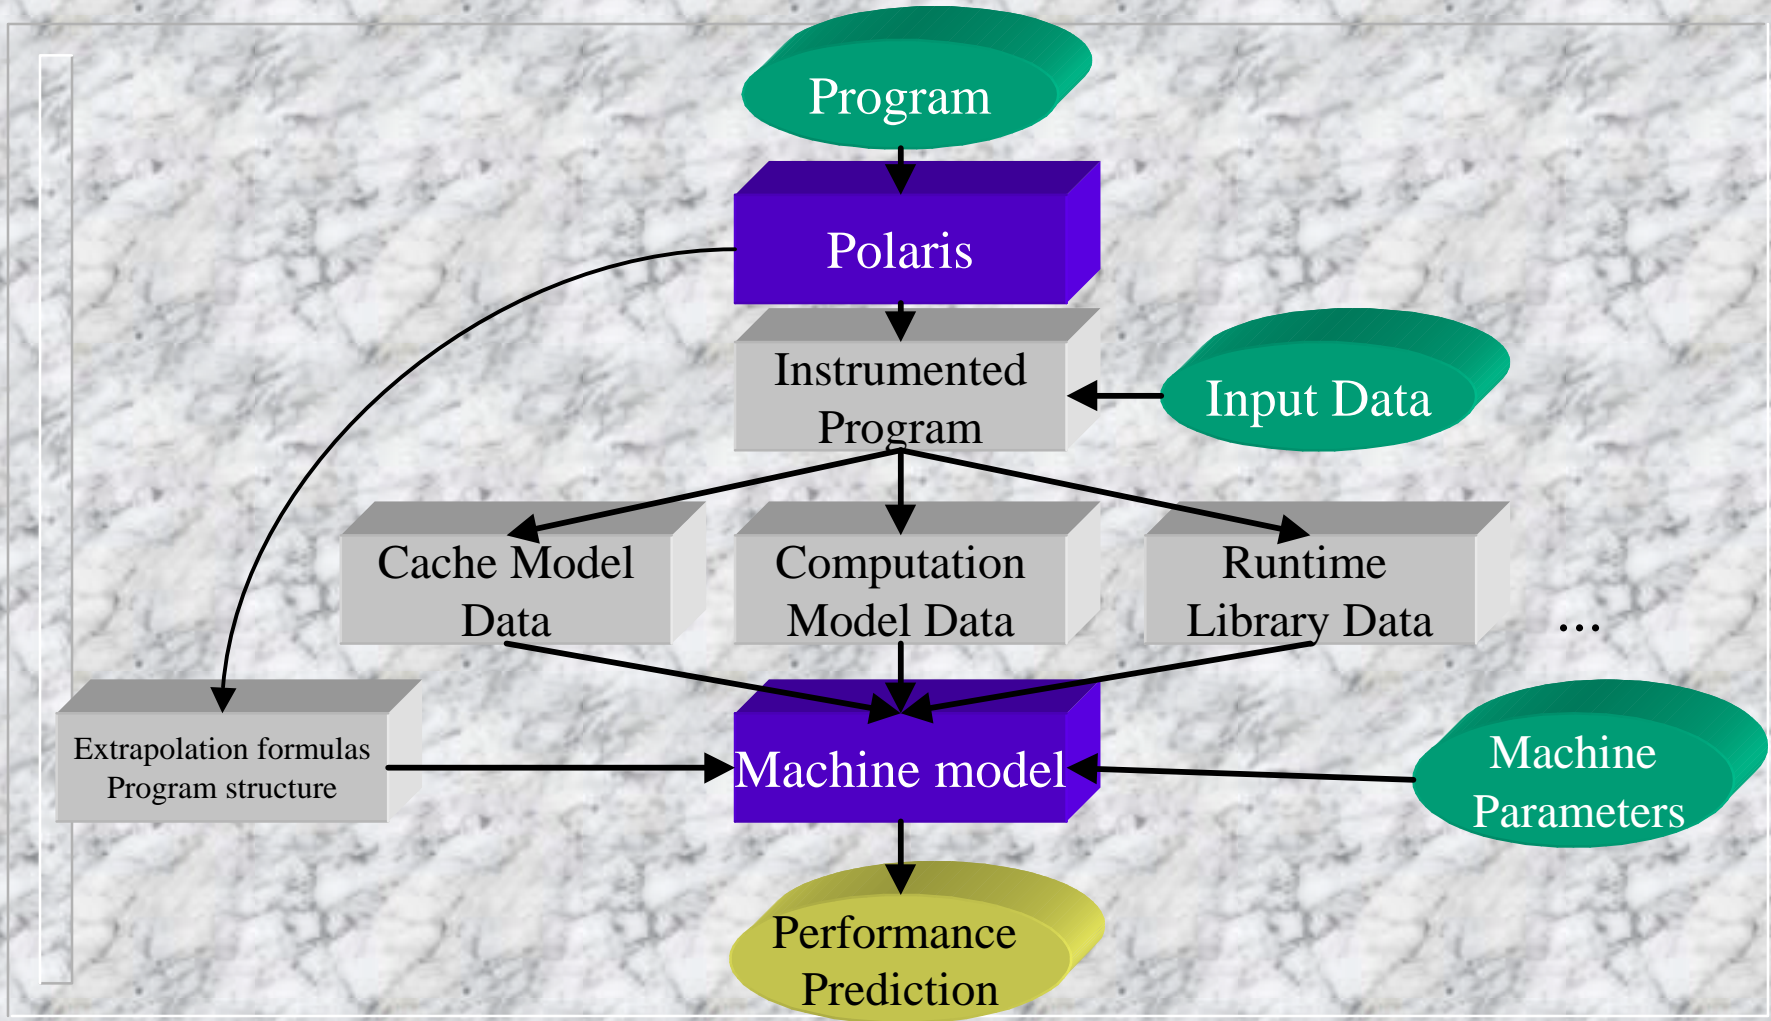 Program
Polaris
Instrumented
Program
Input Data
Cache Model
Data
Computation
Model Data
Runtime
Library Data
...
Extrapolation formulas
Program structure
Machine model
Machine
Parameters
Performance
Prediction